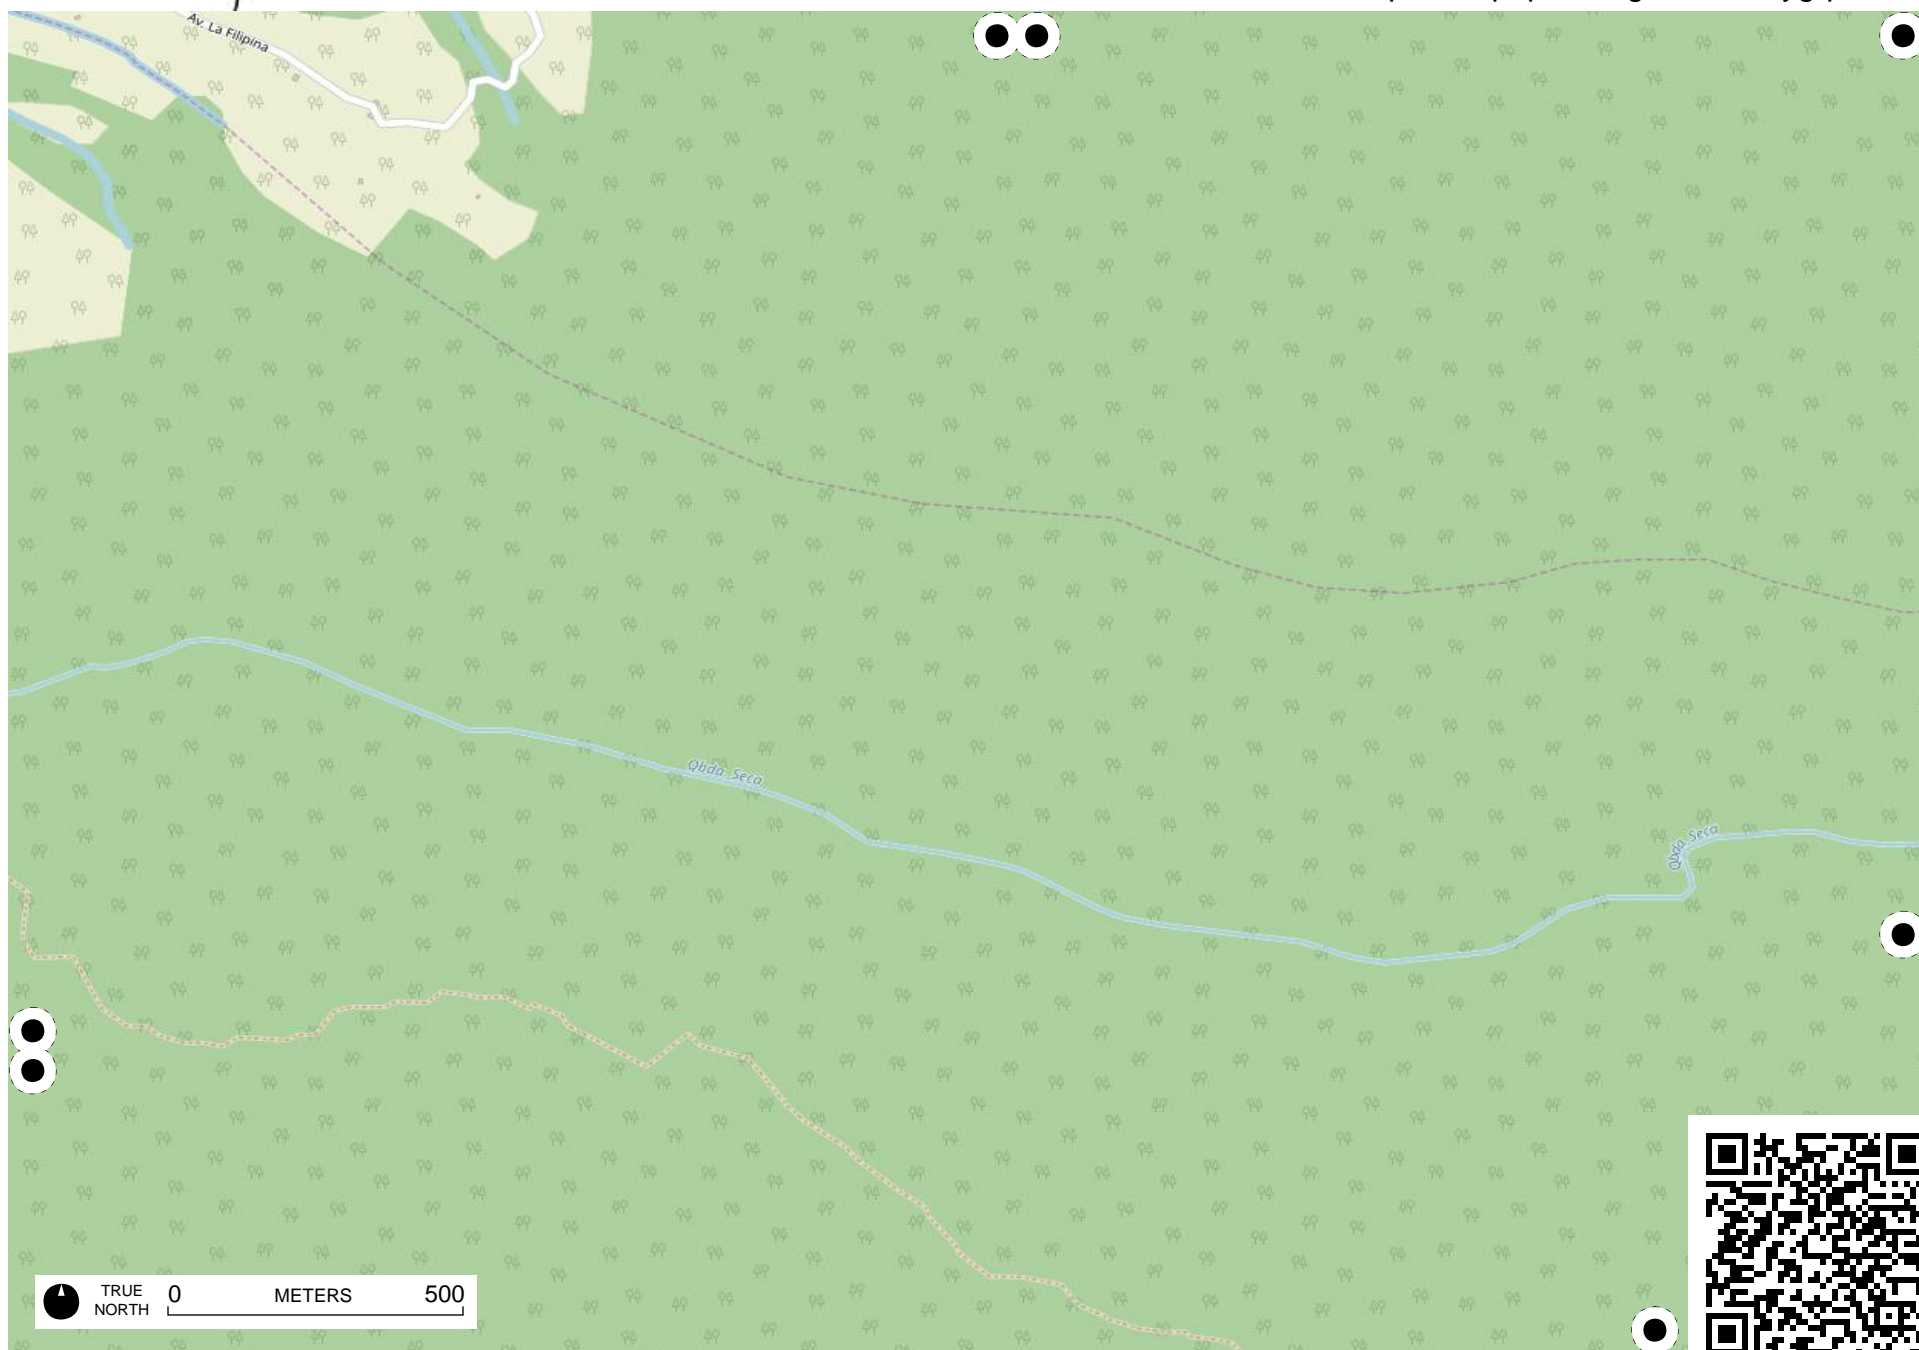 Av. La Filipina
Qbda. Seca
Qbda. Seca
TRUE
NORTH
0 METERS 500